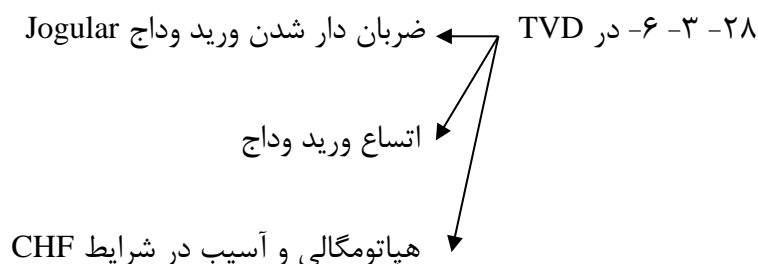 ۲۸- ۳- ۶- در TVD ضربان دار شدن ورید وداج Jogular
اتساع ورید وداج
هپاتومگالی و آسیب در شرایط CHF